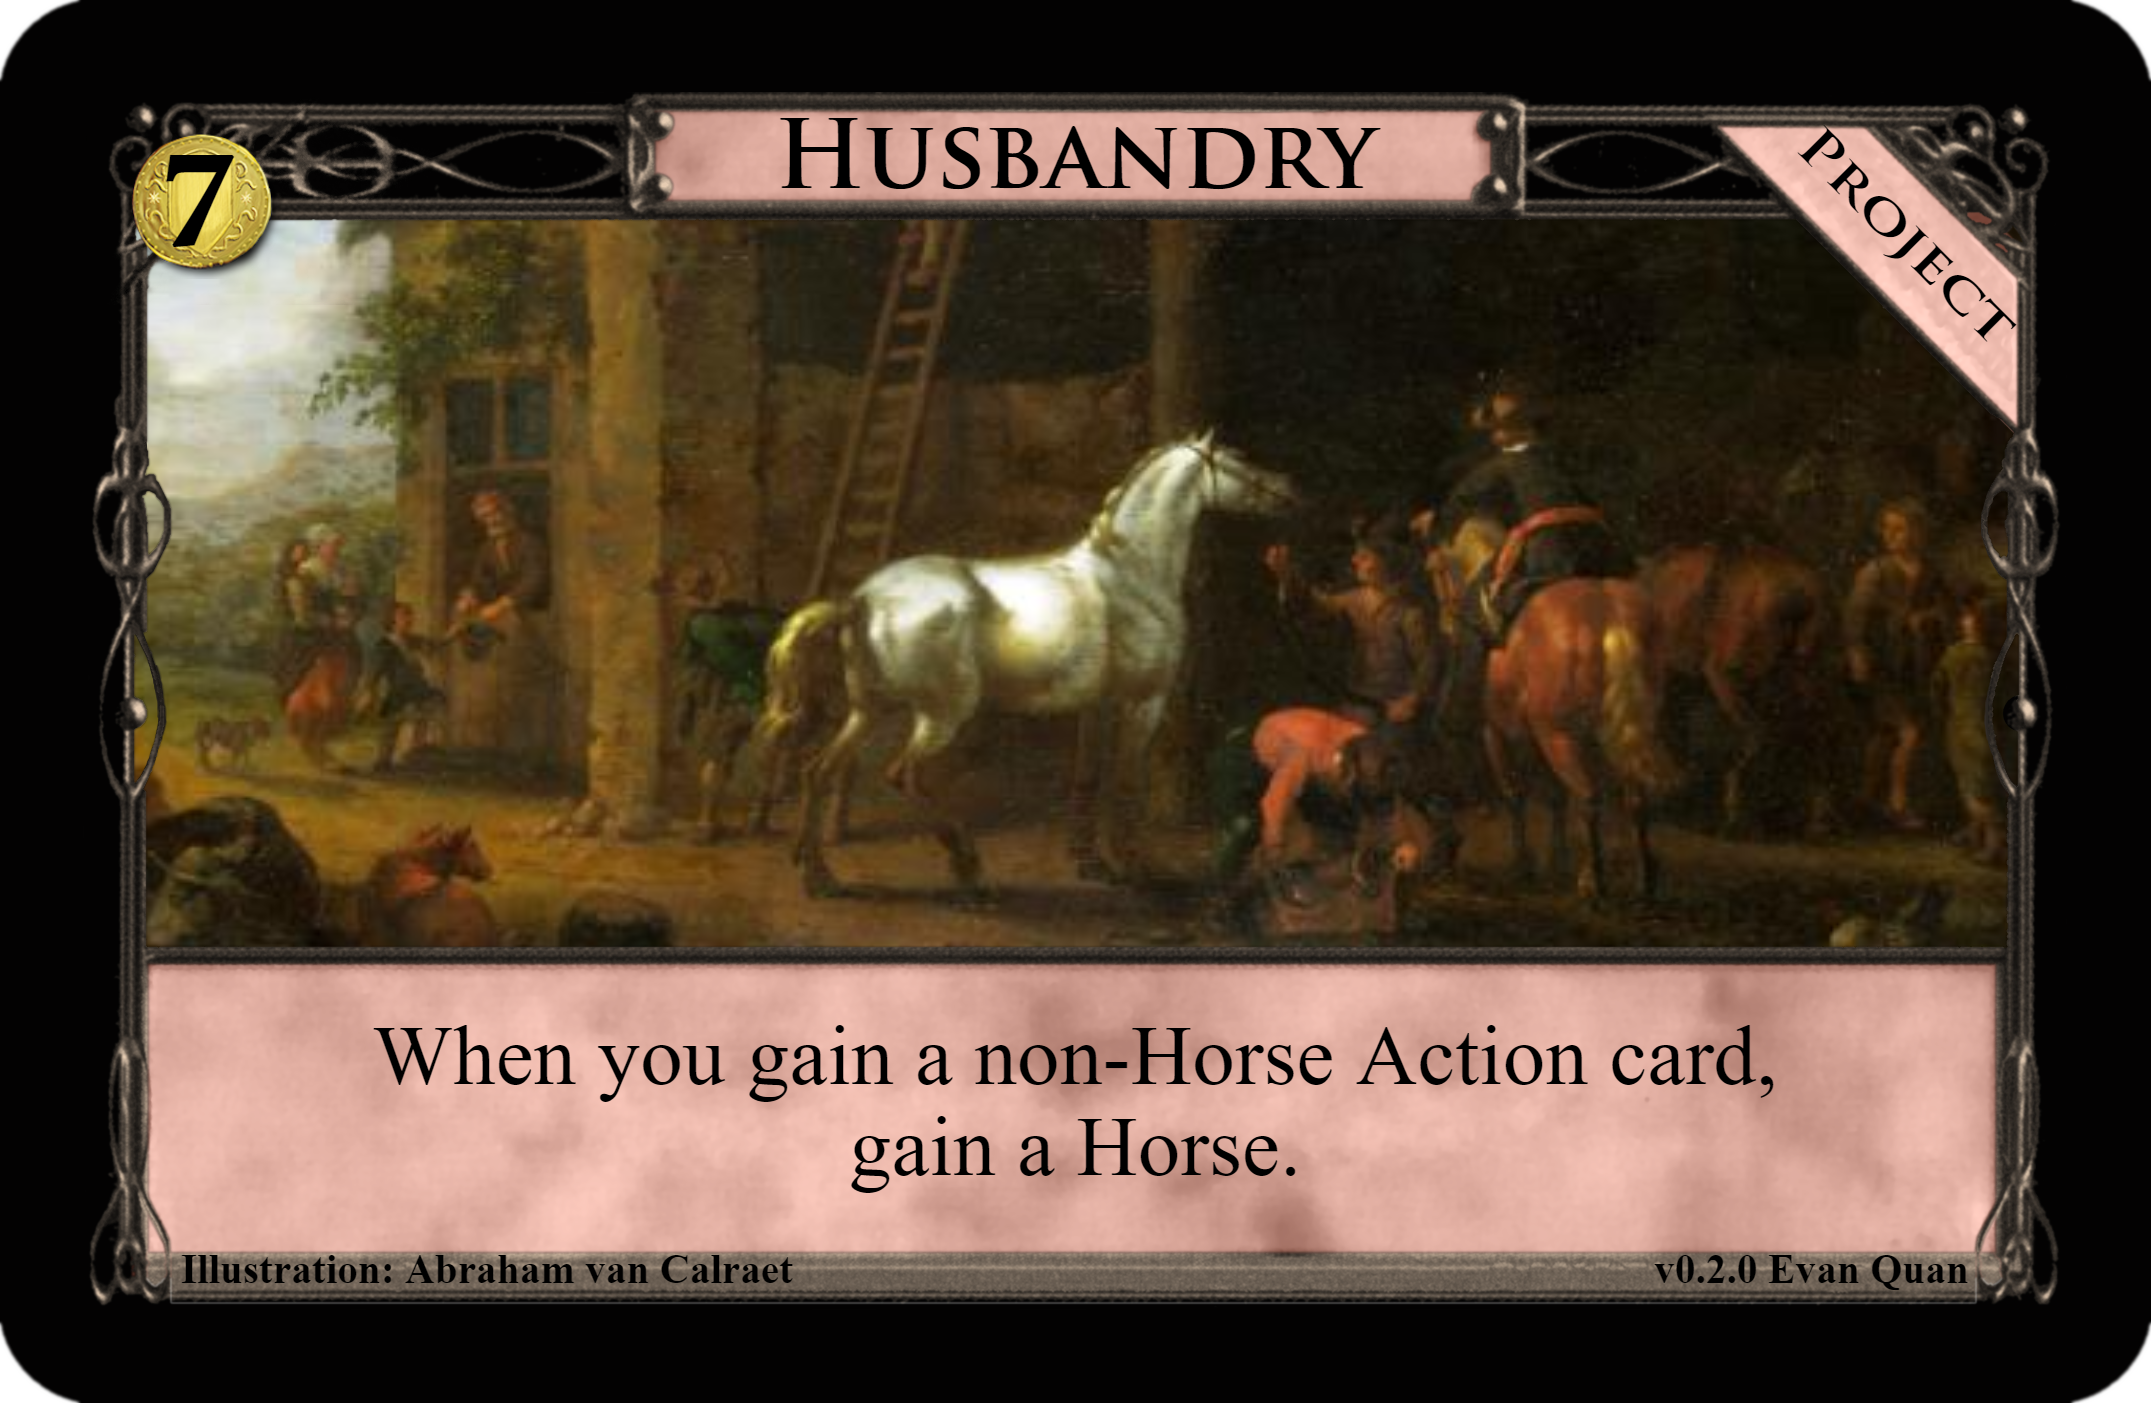 7
HUSBANDRY
PROJECT
When you gain a non-Horse Action card,
gain a Horse.
Illustration: Abraham van Calraet
v0.2.0 Evan Quan